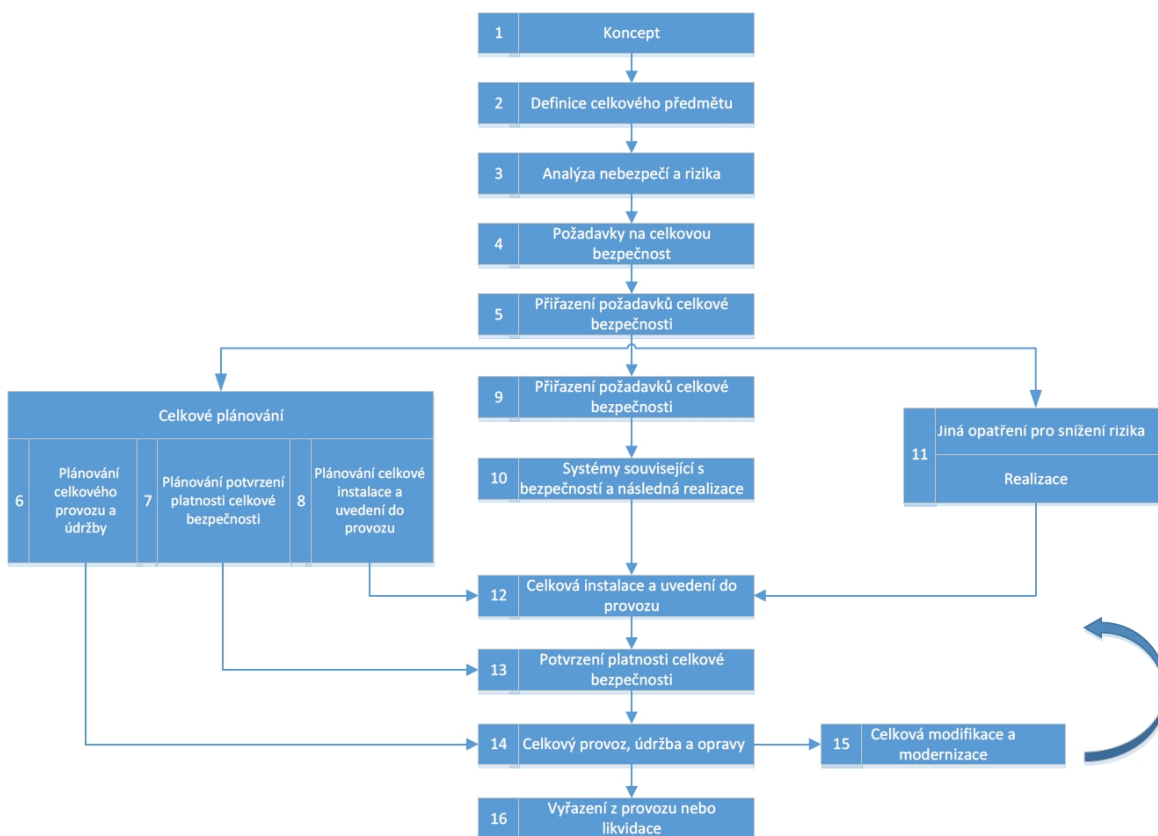 1 Koncept
2 Definice celkového předmětu
3 Analýza nebezpečí a rizika
4 Požadavky na celkovou
bezpečnost
5 Přiřazení požadavků celkové
bezpečnosti
9 Přiřazení požadavků celkové
bezpečnosti
Celkové plánování
6 Plánování
celkového
provozu a
údržby
7 Plánování potvrzení
platnosti celkové
bezpečnosti
8 Plánování celkové
instalace a
uvedení do
provozu
10 Systémy související s
bezpečností a následná realizace
11 Jiná opatření pro snížení rizika
Realizace
12 Celková instalace a uvedení do
provozu
13 Potvrzení platnosti celkové
bezpečnosti
14 Celkový provoz, údržba a opravy
15 Celková modifikace a
modernizace
16 Vyřazení z provozu nebo
likvidace